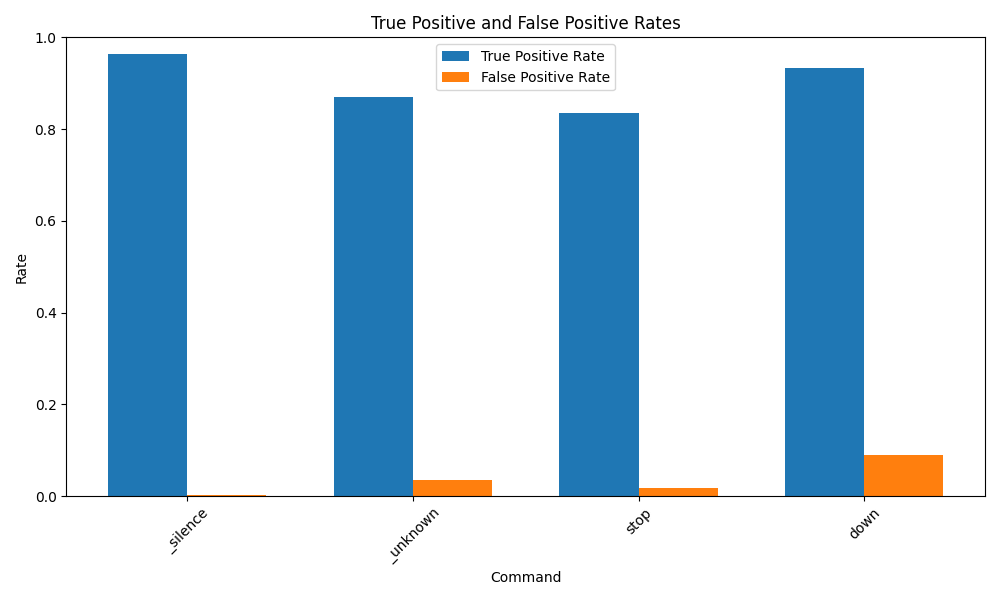 True Positive and False Positive Rates
True Positive Rate
False Positive Rate
1.0
0.8
0.6
0.4
0.2
0.0
Rate
_silence
_unknown
stop
down
Command